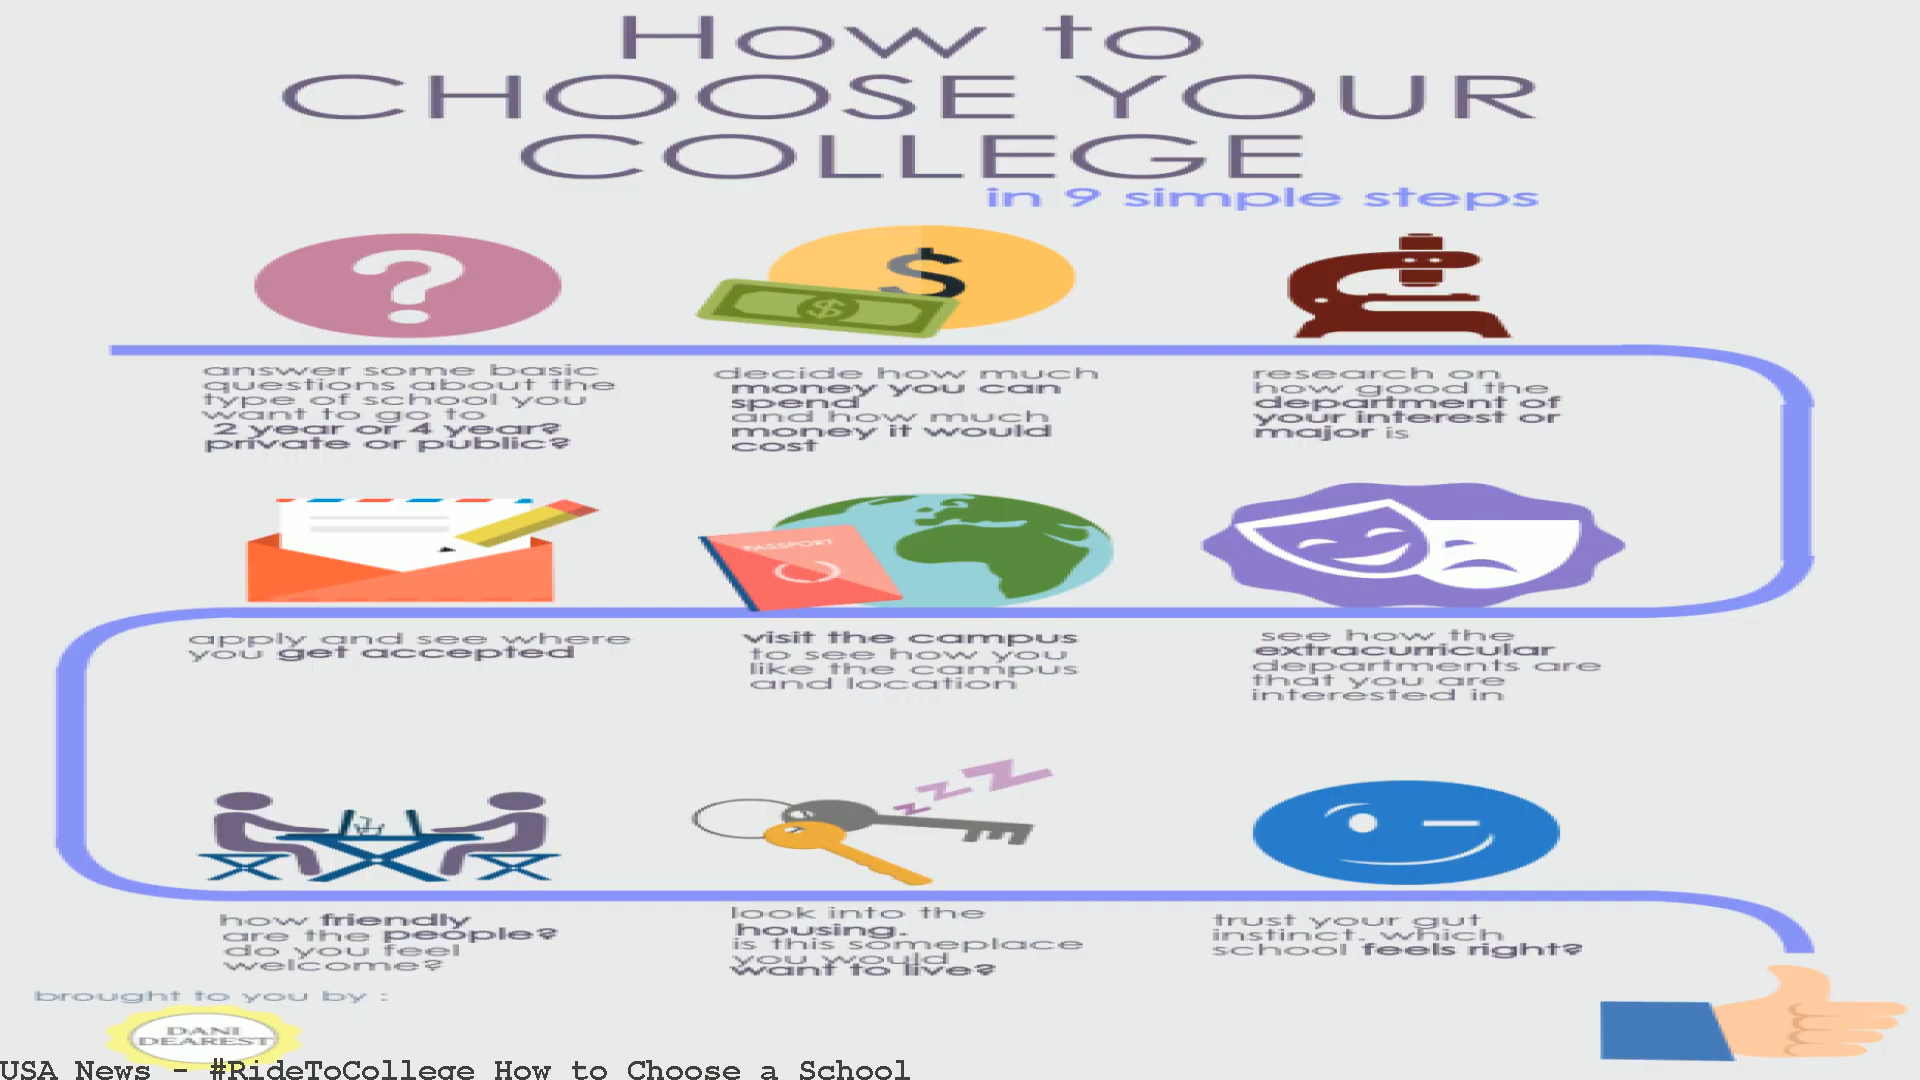 How to
CHOOSE YOUR
COLLEGE
in 9 simple steps
answer some basic
questions about the
type of school you
want to go to
2 year or 4 year?
private or public?
decide how much
money you can
spend
and how much
money it would
cost
research on
how good the
department of
your interest or
major is
apply and see where
you get accepted
PASSPORT
visit the campus
to see how you
like the campus
and location
see how the
extracurricular
departments are
that you are
interested in
how friendly
are the people?
do you feel
welcome?
zzz
look into the
housing.
is this someplace
you would
want to live?
trust your gut
instinct. which
school feels right?
brought to you by :
DANI
DEAREST
USA News - #RideToCollege How to Choose a School